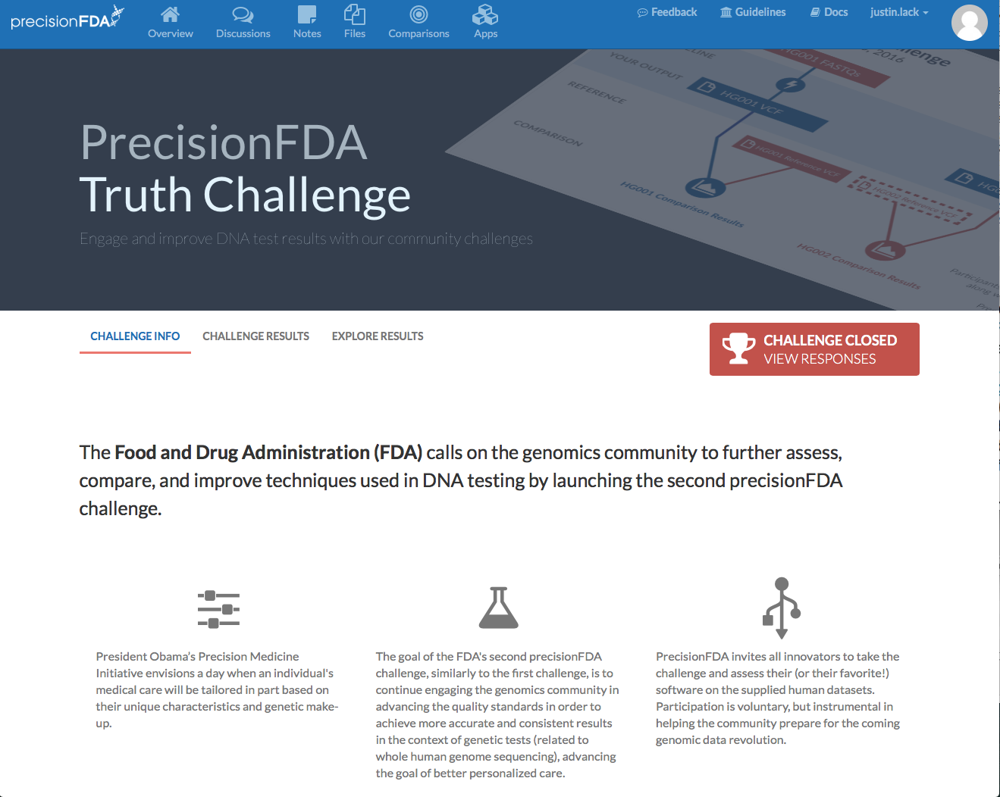 precisionFDA
Overview
Discussions
Notes
Files
Comparisons
Apps
Feedback
Guidelines
Docs
justin.lack
YOUR OUTPUT
REFERENCE
COMPARISON
2016
HG001 FASTQs
HG001 VCF
HG001 Reference VCF
HG002 Reference VCF
HG001 Comparison Results
HG002 Comparison Results
Participants
along w
PrecisionFDA
Truth Challenge
Engage and improve DNA test results with our community challenges
CHALLENGE INFO
CHALLENGE RESULTS
EXPLORE RESULTS
CHALLENGE CLOSED
VIEW RESPONSES
The Food and Drug Administration (FDA) calls on the genomics community to further assess,
compare, and improve techniques used in DNA testing by launching the second precisionFDA
challenge.
President Obama’s Precision Medicine
Initiative envisions a day when an individual's
medical care will be tailored in part based on
their unique characteristics and genetic make-
up.
The goal of the FDA's second precisionFDA
challenge, similarly to the first challenge, is to
continue engaging the genomics community in
advancing the quality standards in order to
achieve more accurate and consistent results
in the context of genetic tests (related to
whole human genome sequencing), advancing
the goal of better personalized care.
PrecisionFDA invites all innovators to take the
challenge and assess their (or their favorite!)
software on the supplied human datasets.
Participation is voluntary, but instrumental in
helping the community prepare for the coming
genomic data revolution.